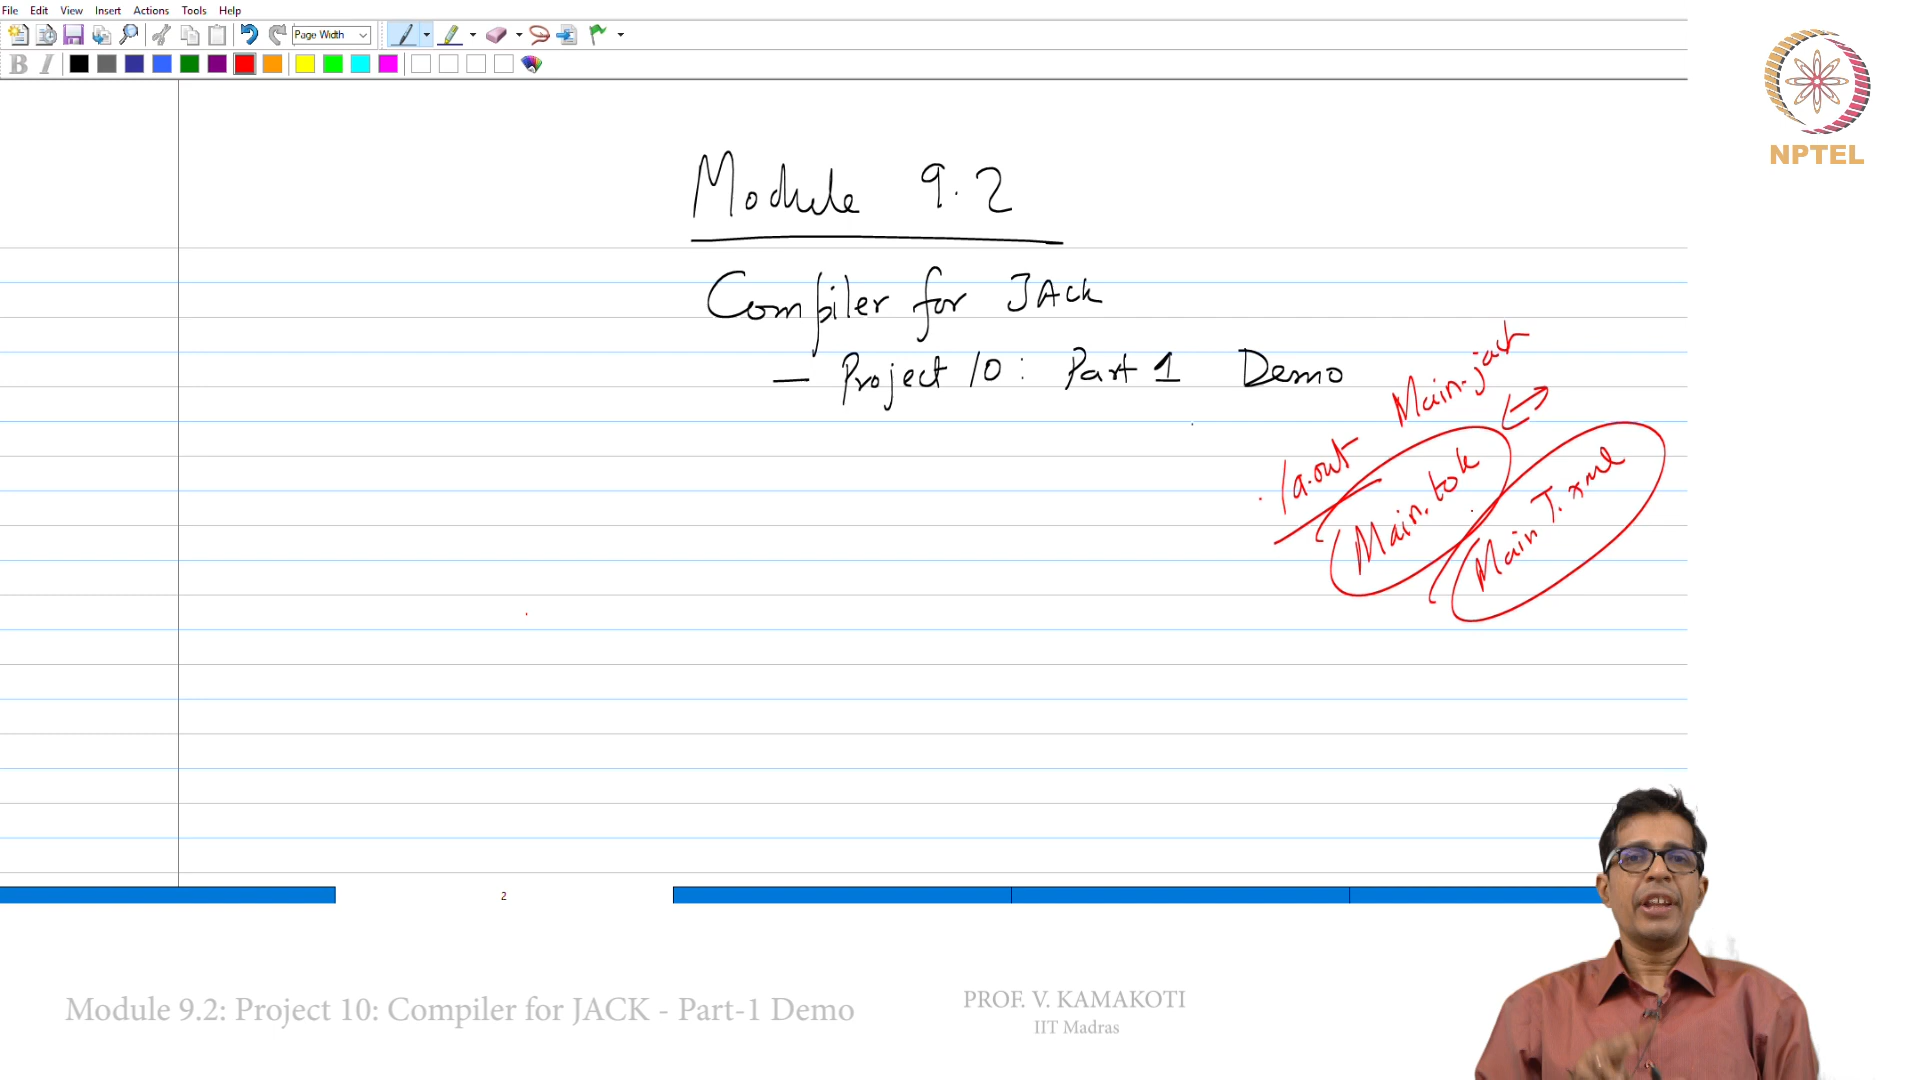 File Edit View Insert Actions Tools Help
Page Width
B I
NPTEL
Module 9.2
Compiler for JACK
— Project 10: Part 1 Demo
Main.jack
./a.out Main.tok MainT.xml
2
Module 9.2: Project 10: Compiler for JACK - Part-1 Demo
PROF. V. KAMAKOTI
IIT Madras